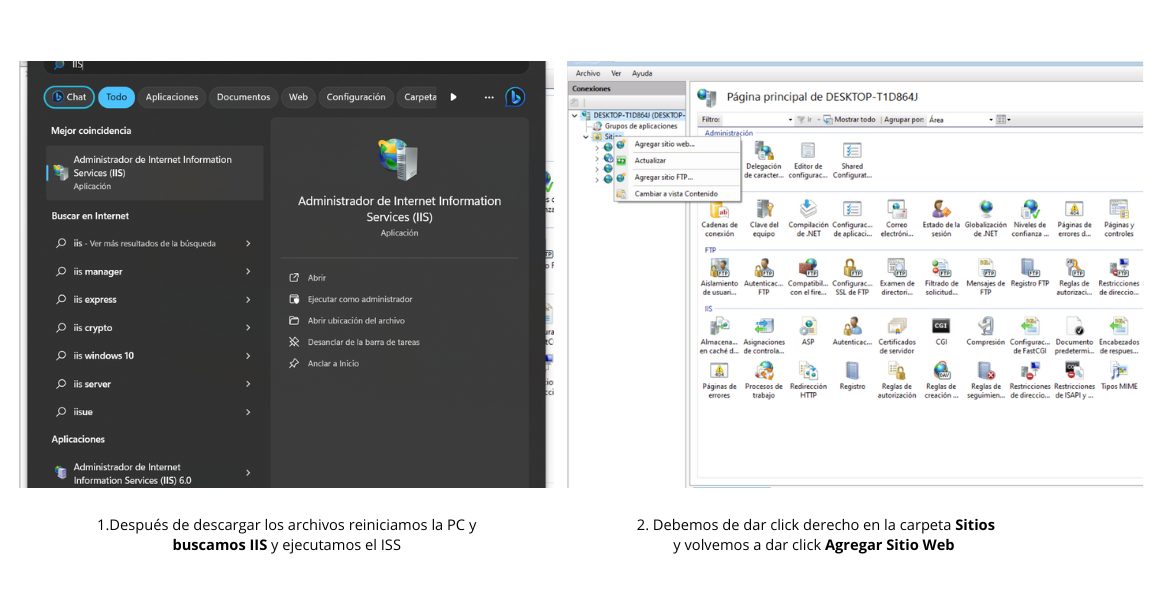 IIS
Chat
Todo
Aplicaciones
Documentos
Web
Configuración
Carpeta
Mejor coincidencia
Administrador de Internet Information
Services (IIS)
Aplicación
Buscar en Internet
iis - Ver más resultados de la búsqueda
iis manager
iis express
iis crypto
iis windows 10
iis server
iisue
Aplicaciones
Administrador de Internet
Information Services (IIS) 6.0
Administrador de Internet Information
Services (IIS)
Aplicación
Abrir
Ejecutar como administrador
Abrir ubicación del archivo
Desanclar de la barra de tareas
Anclar a Inicio
1.Después de descargar los archivos reiniciamos la PC y
buscamos IIS y ejecutamos el ISS
Archivo Ver Ayuda
Conexiones
DESKTOP-T1D864J (DESKTOP-
Grupos de aplicaciones
Sitios
Agregar sitio web...
Actualizar
Agregar sitio FTP...
Cambiar a vista Contenido
Página principal de DESKTOP-T1D864J
Filtro: Ir Mostrar todo Agrupar por: Área
Administración
Delegación de caracter...
Editor de configurac...
Shared Configurat...
Cadenas de conexión
Clave del equipo
Compilación de .NET
Configurac... de aplicaci...
Correo electróni...
Estado de la sesión
Globalización de .NET
Niveles de confianza ...
Páginas de errores d...
Páginas y controles
FTP
Aislamiento de usuari...
Autenticac... FTP
Compatibil... con el fire...
Configurac... SSL de FTP
Examen de directori...
Filtrado de solicitud...
Mensajes de FTP
Registro FTP
Reglas de autorizaci...
Restricciones de direccio...
IIS
Almacena... en caché d...
Asignaciones de controla...
ASP
Autenticac...
Certificados de servidor
CGI
Compresión
Configurac... de FastCGI
Documento predetermi...
Encabezados de respues...
Páginas de errores
Procesos de trabajo
Redirección HTTP
Registro
Reglas de autorización
Reglas de creación ...
Reglas de seguimien...
Restricciones de direccio...
Restricciones de ISAPI y ...
Tipos MIME
2. Debemos de dar click derecho en la carpeta Sitios
y volvemos a dar click Agregar Sitio Web